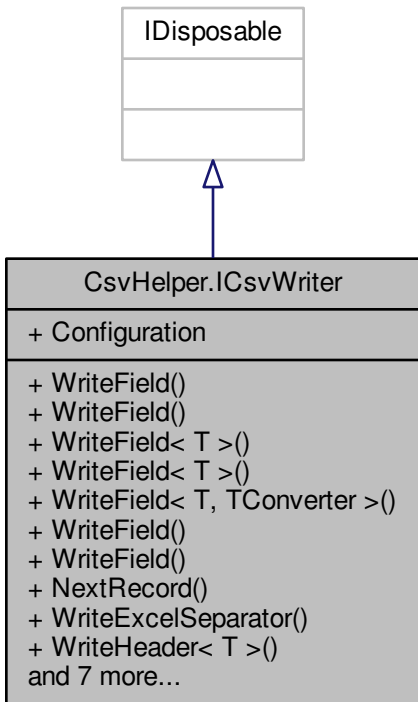 IDisposable
CsvHelper.ICsvWriter
+ Configuration
+ WriteField()
+ WriteField()
+ WriteField< T >()
+ WriteField< T >()
+ WriteField< T, TConverter >()
+ WriteField()
+ WriteField()
+ NextRecord()
+ WriteExcelSeparator()
+ WriteHeader< T >()
and 7 more...